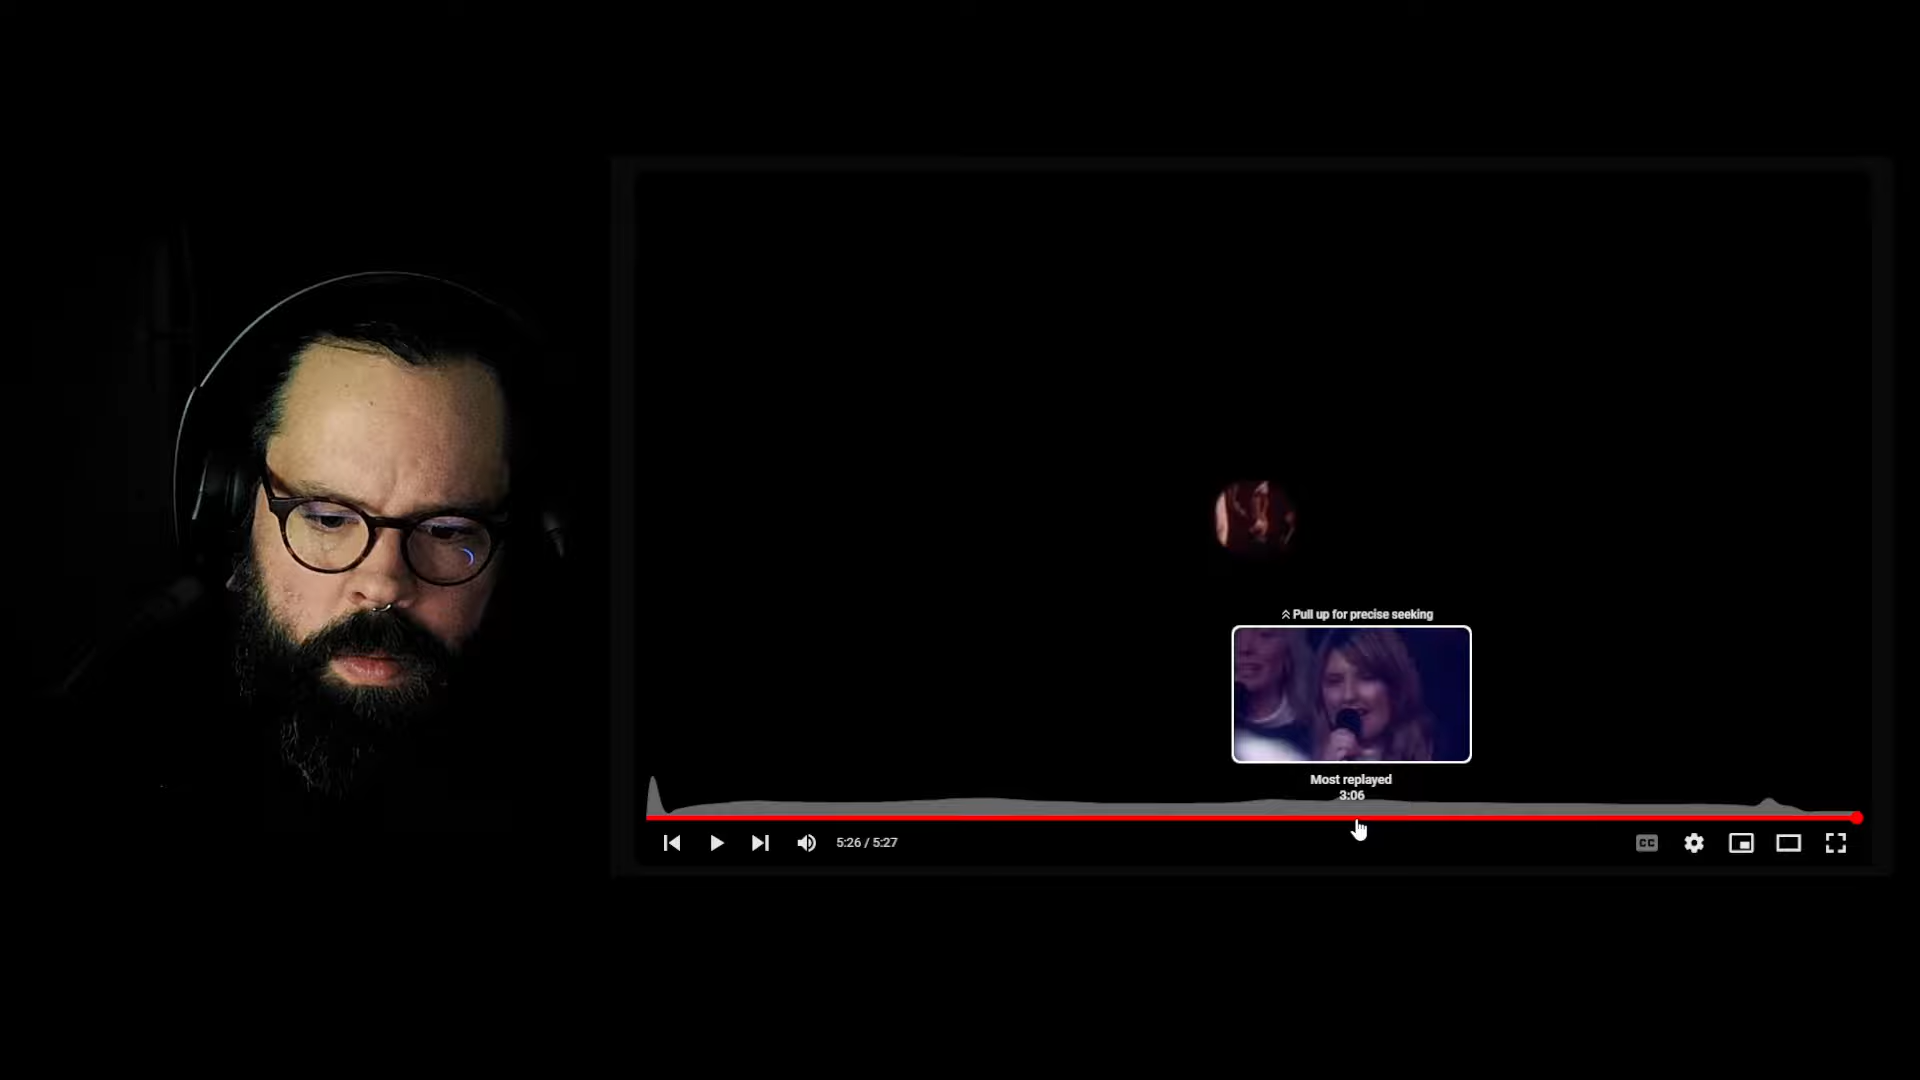 Pull up for precise seeking
Most replayed
3:06
5:26 / 5:27
CC